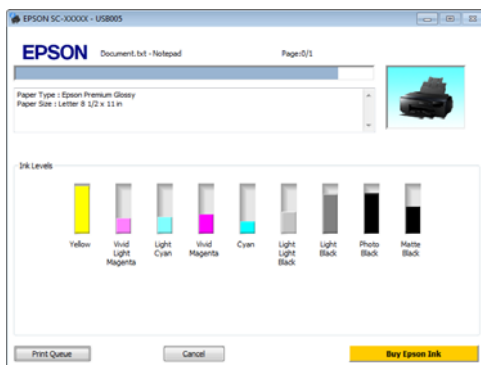 EPSON SC-XXXXX - USB005
EPSON
Document.txt - Notepad
Page:0/1
Paper Type : Epson Premium Glossy
Paper Size : Letter 8 1/2 x 11 in
Ink Levels
Yellow
Vivid
Light
Magenta
Light
Cyan
Vivid
Magenta
Cyan
Light
Light
Black
Light
Black
Photo
Black
Matte
Black
Print Queue
Cancel
Buy Epson Ink